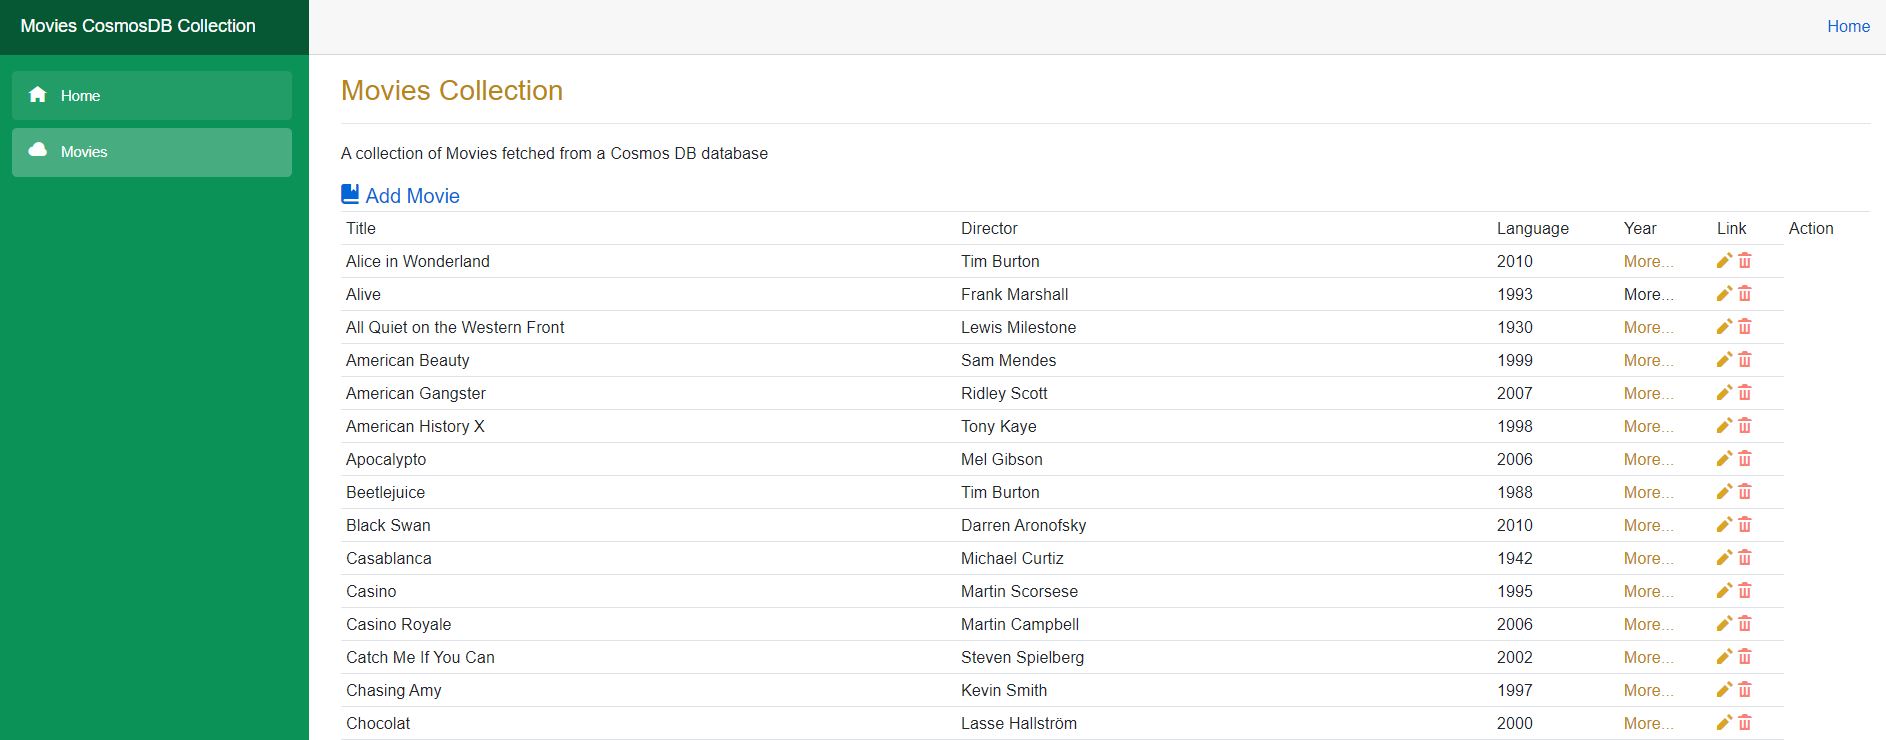 Movies CosmosDB Collection
Home
Home
Movies
Movies Collection
A collection of Movies fetched from a Cosmos DB database
Add Movie
Title Director Language Year Link Action
Alice in Wonderland Tim Burton 2010 More...
Alive Frank Marshall 1993 More...
All Quiet on the Western Front Lewis Milestone 1930 More...
American Beauty Sam Mendes 1999 More...
American Gangster Ridley Scott 2007 More...
American History X Tony Kaye 1998 More...
Apocalypto Mel Gibson 2006 More...
Beetlejuice Tim Burton 1988 More...
Black Swan Darren Aronofsky 2010 More...
Casablanca Michael Curtiz 1942 More...
Casino Martin Scorsese 1995 More...
Casino Royale Martin Campbell 2006 More...
Catch Me If You Can Steven Spielberg 2002 More...
Chasing Amy Kevin Smith 1997 More...
Chocolat Lasse Hallström 2000 More...